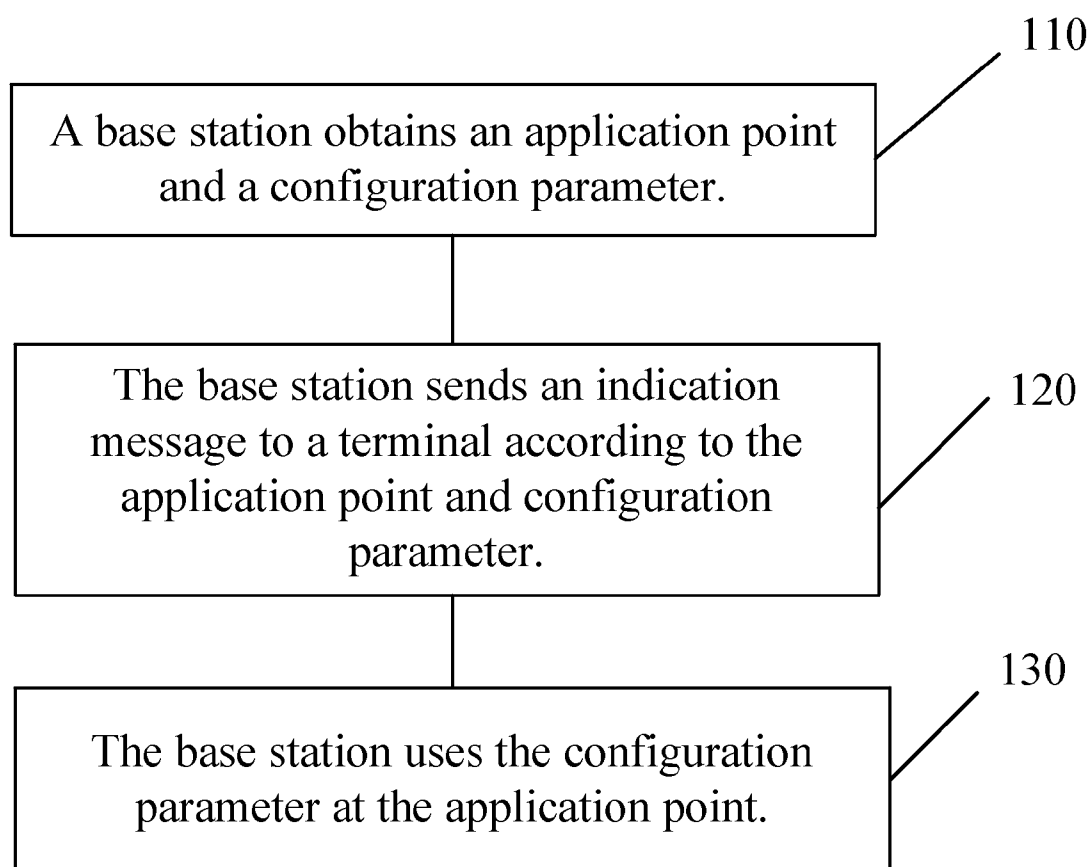 110
A base station obtains an application point
and a configuration parameter.
120
The base station sends an indication
message to a terminal according to the
application point and configuration
parameter.
130
The base station uses the configuration
parameter at the application point.